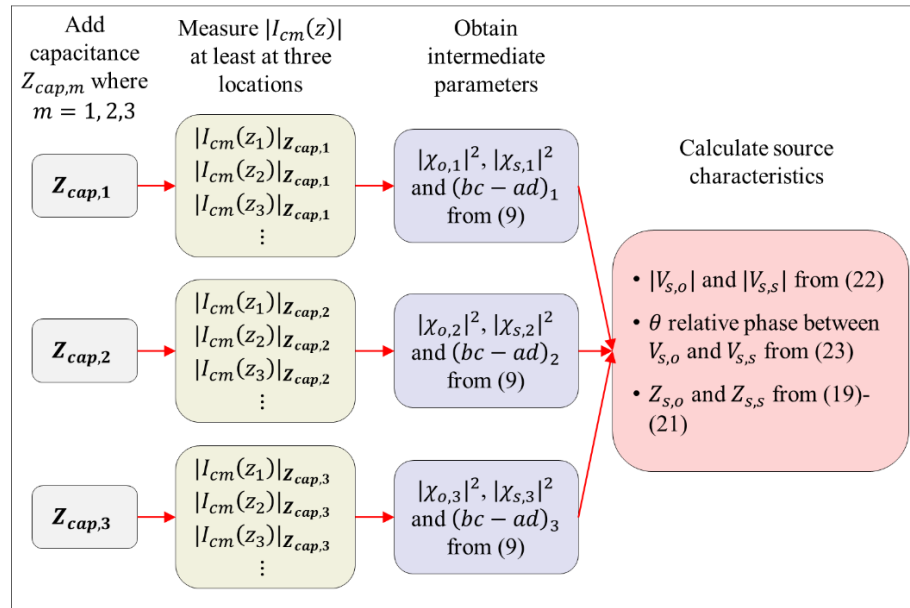 Add
capacitance
Z_{cap,m} where
m = 1, 2,3
Measure |I_{cm}(z)|
at least at three
locations
Obtain
intermediate
parameters
Calculate source
characteristics
Z_{cap,1}
|I_{cm}(z_1)|_{Z_{cap,1}}
|I_{cm}(z_2)|_{Z_{cap,1}}
|I_{cm}(z_3)|_{Z_{cap,1}}
⋮
|χ_{o,1}|^2, |χ_{s,1}|^2
and (bc − ad)_1
from (9)
Z_{cap,2}
|I_{cm}(z_1)|_{Z_{cap,2}}
|I_{cm}(z_2)|_{Z_{cap,2}}
|I_{cm}(z_3)|_{Z_{cap,2}}
⋮
|χ_{o,2}|^2, |χ_{s,2}|^2
and (bc − ad)_2
from (9)
Z_{cap,3}
|I_{cm}(z_1)|_{Z_{cap,3}}
|I_{cm}(z_2)|_{Z_{cap,3}}
|I_{cm}(z_3)|_{Z_{cap,3}}
⋮
|χ_{o,3}|^2, |χ_{s,3}|^2
and (bc − ad)_3
from (9)
• |V_{s,o}| and |V_{s,s}| from (22)
• θ relative phase between
V_{s,o} and V_{s,s} from (23)
• Z_{s,o} and Z_{s,s} from (19)-
(21)